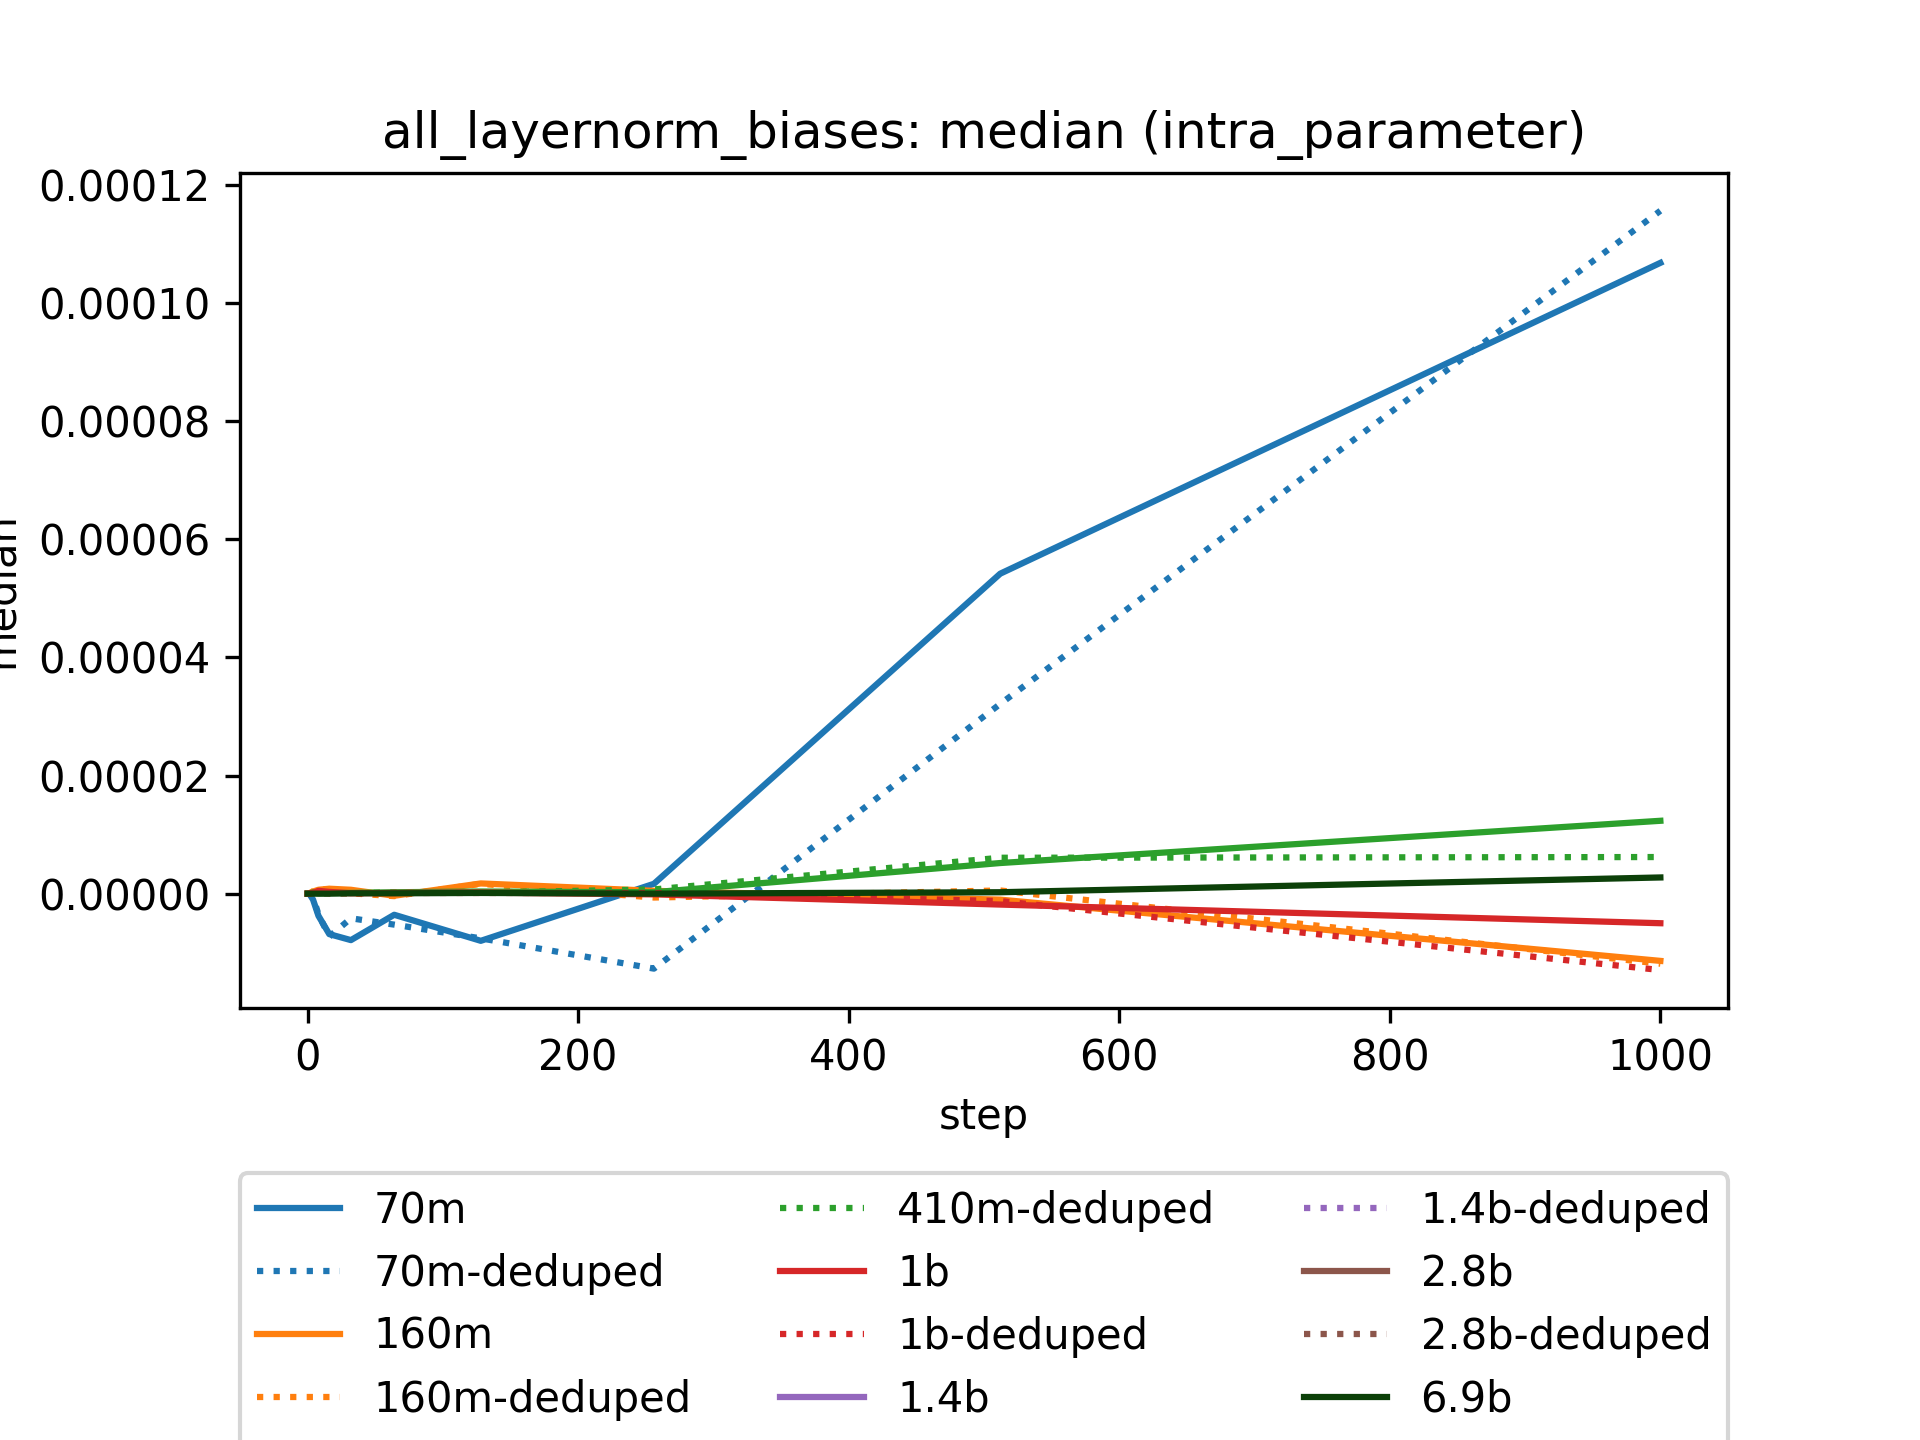 all_layernorm_biases: median (intra_parameter)
0.00012
0.00010
0.00008
0.00006
0.00004
0.00002
0.00000
median
0 200 400 600 800 1000
step
70m 410m-deduped 1.4b-deduped
70m-deduped 1b 2.8b
160m 1b-deduped 2.8b-deduped
160m-deduped 1.4b 6.9b